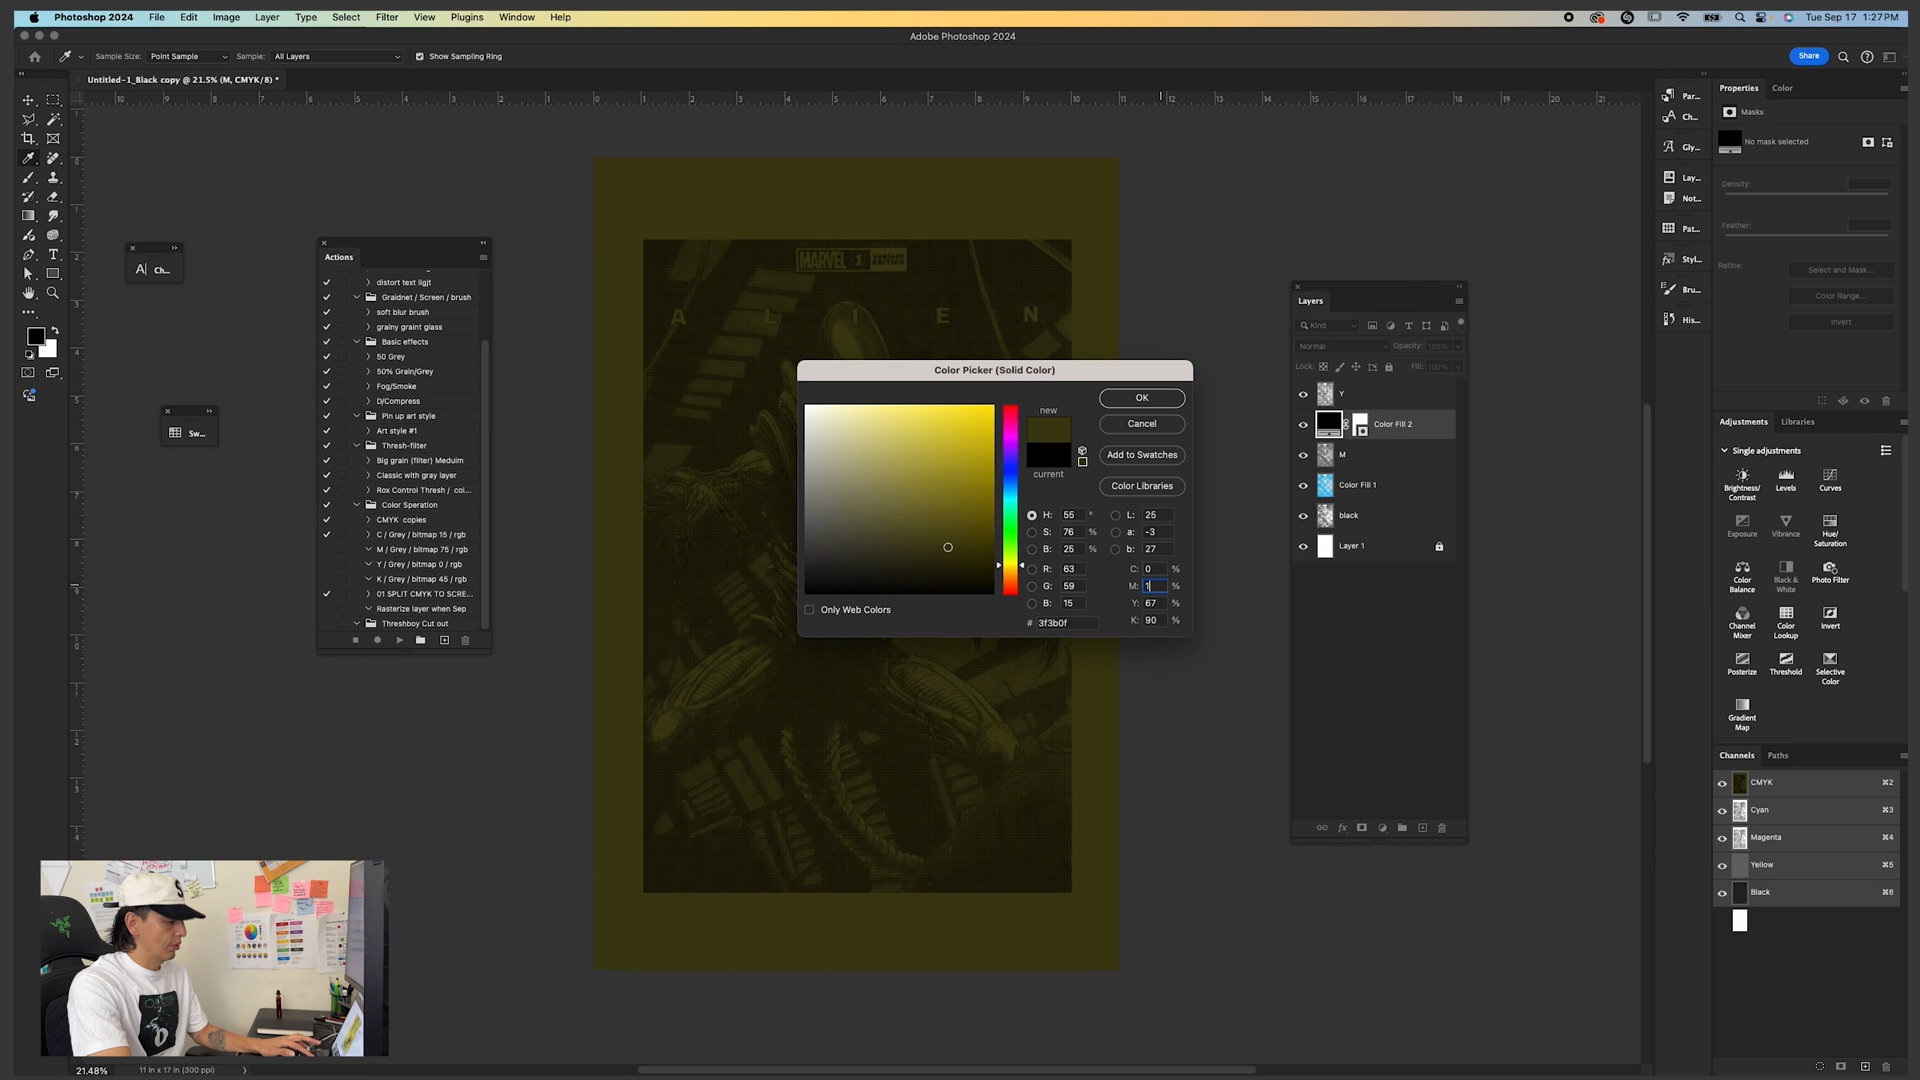 Photoshop 2024 File Edit Image Layer Type Select Filter View Plugins Window Help Tue Sep 17 1:27 PM
Adobe Photoshop 2024
Sample Size: Point Sample Sample: All Layers Show Sampling Ring Share
Untitled-1_Black copy @ 21.5% (M, CMYK/8) *
Ch...
Sw...
Actions
distort text ligjt
Graidnet / Screen / brush
soft blur brush
grainy graint glass
Basic effects
50 Grey
50% Grain/Grey
Fog/Smoke
D/Compress
Pin up art style
Art style #1
Thresh-filter
Big grain (filter) Meduim
Classic with gray layer
Rox Control Thresh / col...
Color Speration
CMYK copies
C / Grey / bitmap 15 / rgb
M / Grey / bitmap 75 / rgb
Y / Grey / bitmap 0 / rgb
K / Grey / bitmap 45 / rgb
01 SPLIT CMYK TO SCRE...
Rasterize layer when Sep
Threshboy Cut out
MARVEL 1 VARIANT EDITION
A L I E N
Color Picker (Solid Color)
new
current
OK
Cancel
Add to Swatches
Color Libraries
H: 55 ° L: 25
S: 76 % a: -3
B: 25 % b: 27
R: 63 C: 0 %
G: 59 M: 1 %
B: 15 Y: 67 %
# 3f3b0f K: 90 %
Only Web Colors
Layers
Kind
Normal Opacity: 100%
Lock: Fill: 100%
Y
Color Fill 2
M
Color Fill 1
black
Layer 1
Par...
Ch...
Gly...
Lay...
Not...
Pat...
Styl...
Bru...
His...
Properties Color
Masks
No mask selected
Density:
Feather:
Refine: Select and Mask...
Color Range...
Invert
Adjustments Libraries
Single adjustments
Brightness/Contrast Levels Curves
Exposure Vibrance Hue/Saturation
Color Balance Black & White Photo Filter
Channel Mixer Color Lookup Invert
Posterize Threshold Selective Color
Gradient Map
Channels Paths
CMYK ⌘2
Cyan ⌘3
Magenta ⌘4
Yellow ⌘5
Black ⌘6
21.48% 11 in x 17 in (300 ppi)